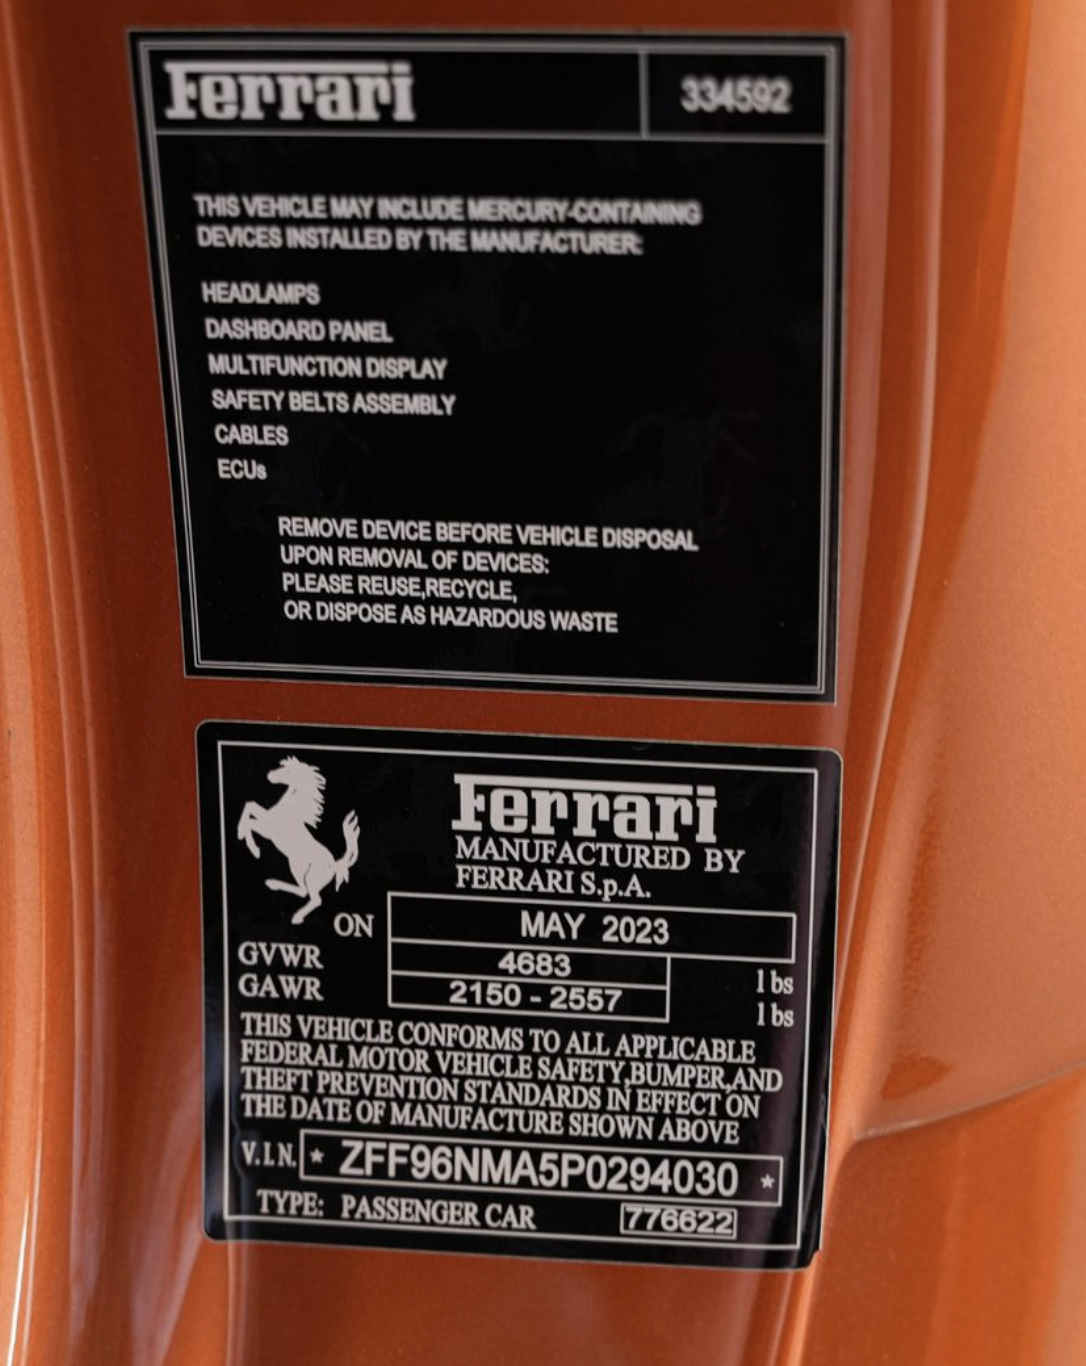 Ferrari 334592
THIS VEHICLE MAY INCLUDE MERCURY-CONTAINING
DEVICES INSTALLED BY THE MANUFACTURER:
HEADLAMPS
DASHBOARD PANEL
MULTIFUNCTION DISPLAY
SAFETY BELTS ASSEMBLY
CABLES
ECUs
REMOVE DEVICE BEFORE VEHICLE DISPOSAL
UPON REMOVAL OF DEVICES:
PLEASE REUSE,RECYCLE,
OR DISPOSE AS HAZARDOUS WASTE
Ferrari
MANUFACTURED BY
FERRARI S.p.A.
ON MAY 2023
GVWR 4683 lbs
GAWR 2150 - 2557 lbs
THIS VEHICLE CONFORMS TO ALL APPLICABLE
FEDERAL MOTOR VEHICLE SAFETY,BUMPER,AND
THEFT PREVENTION STANDARDS IN EFFECT ON
THE DATE OF MANUFACTURE SHOWN ABOVE
V.I.N. * ZFF96NMA5P0294030 *
TYPE: PASSENGER CAR 776622